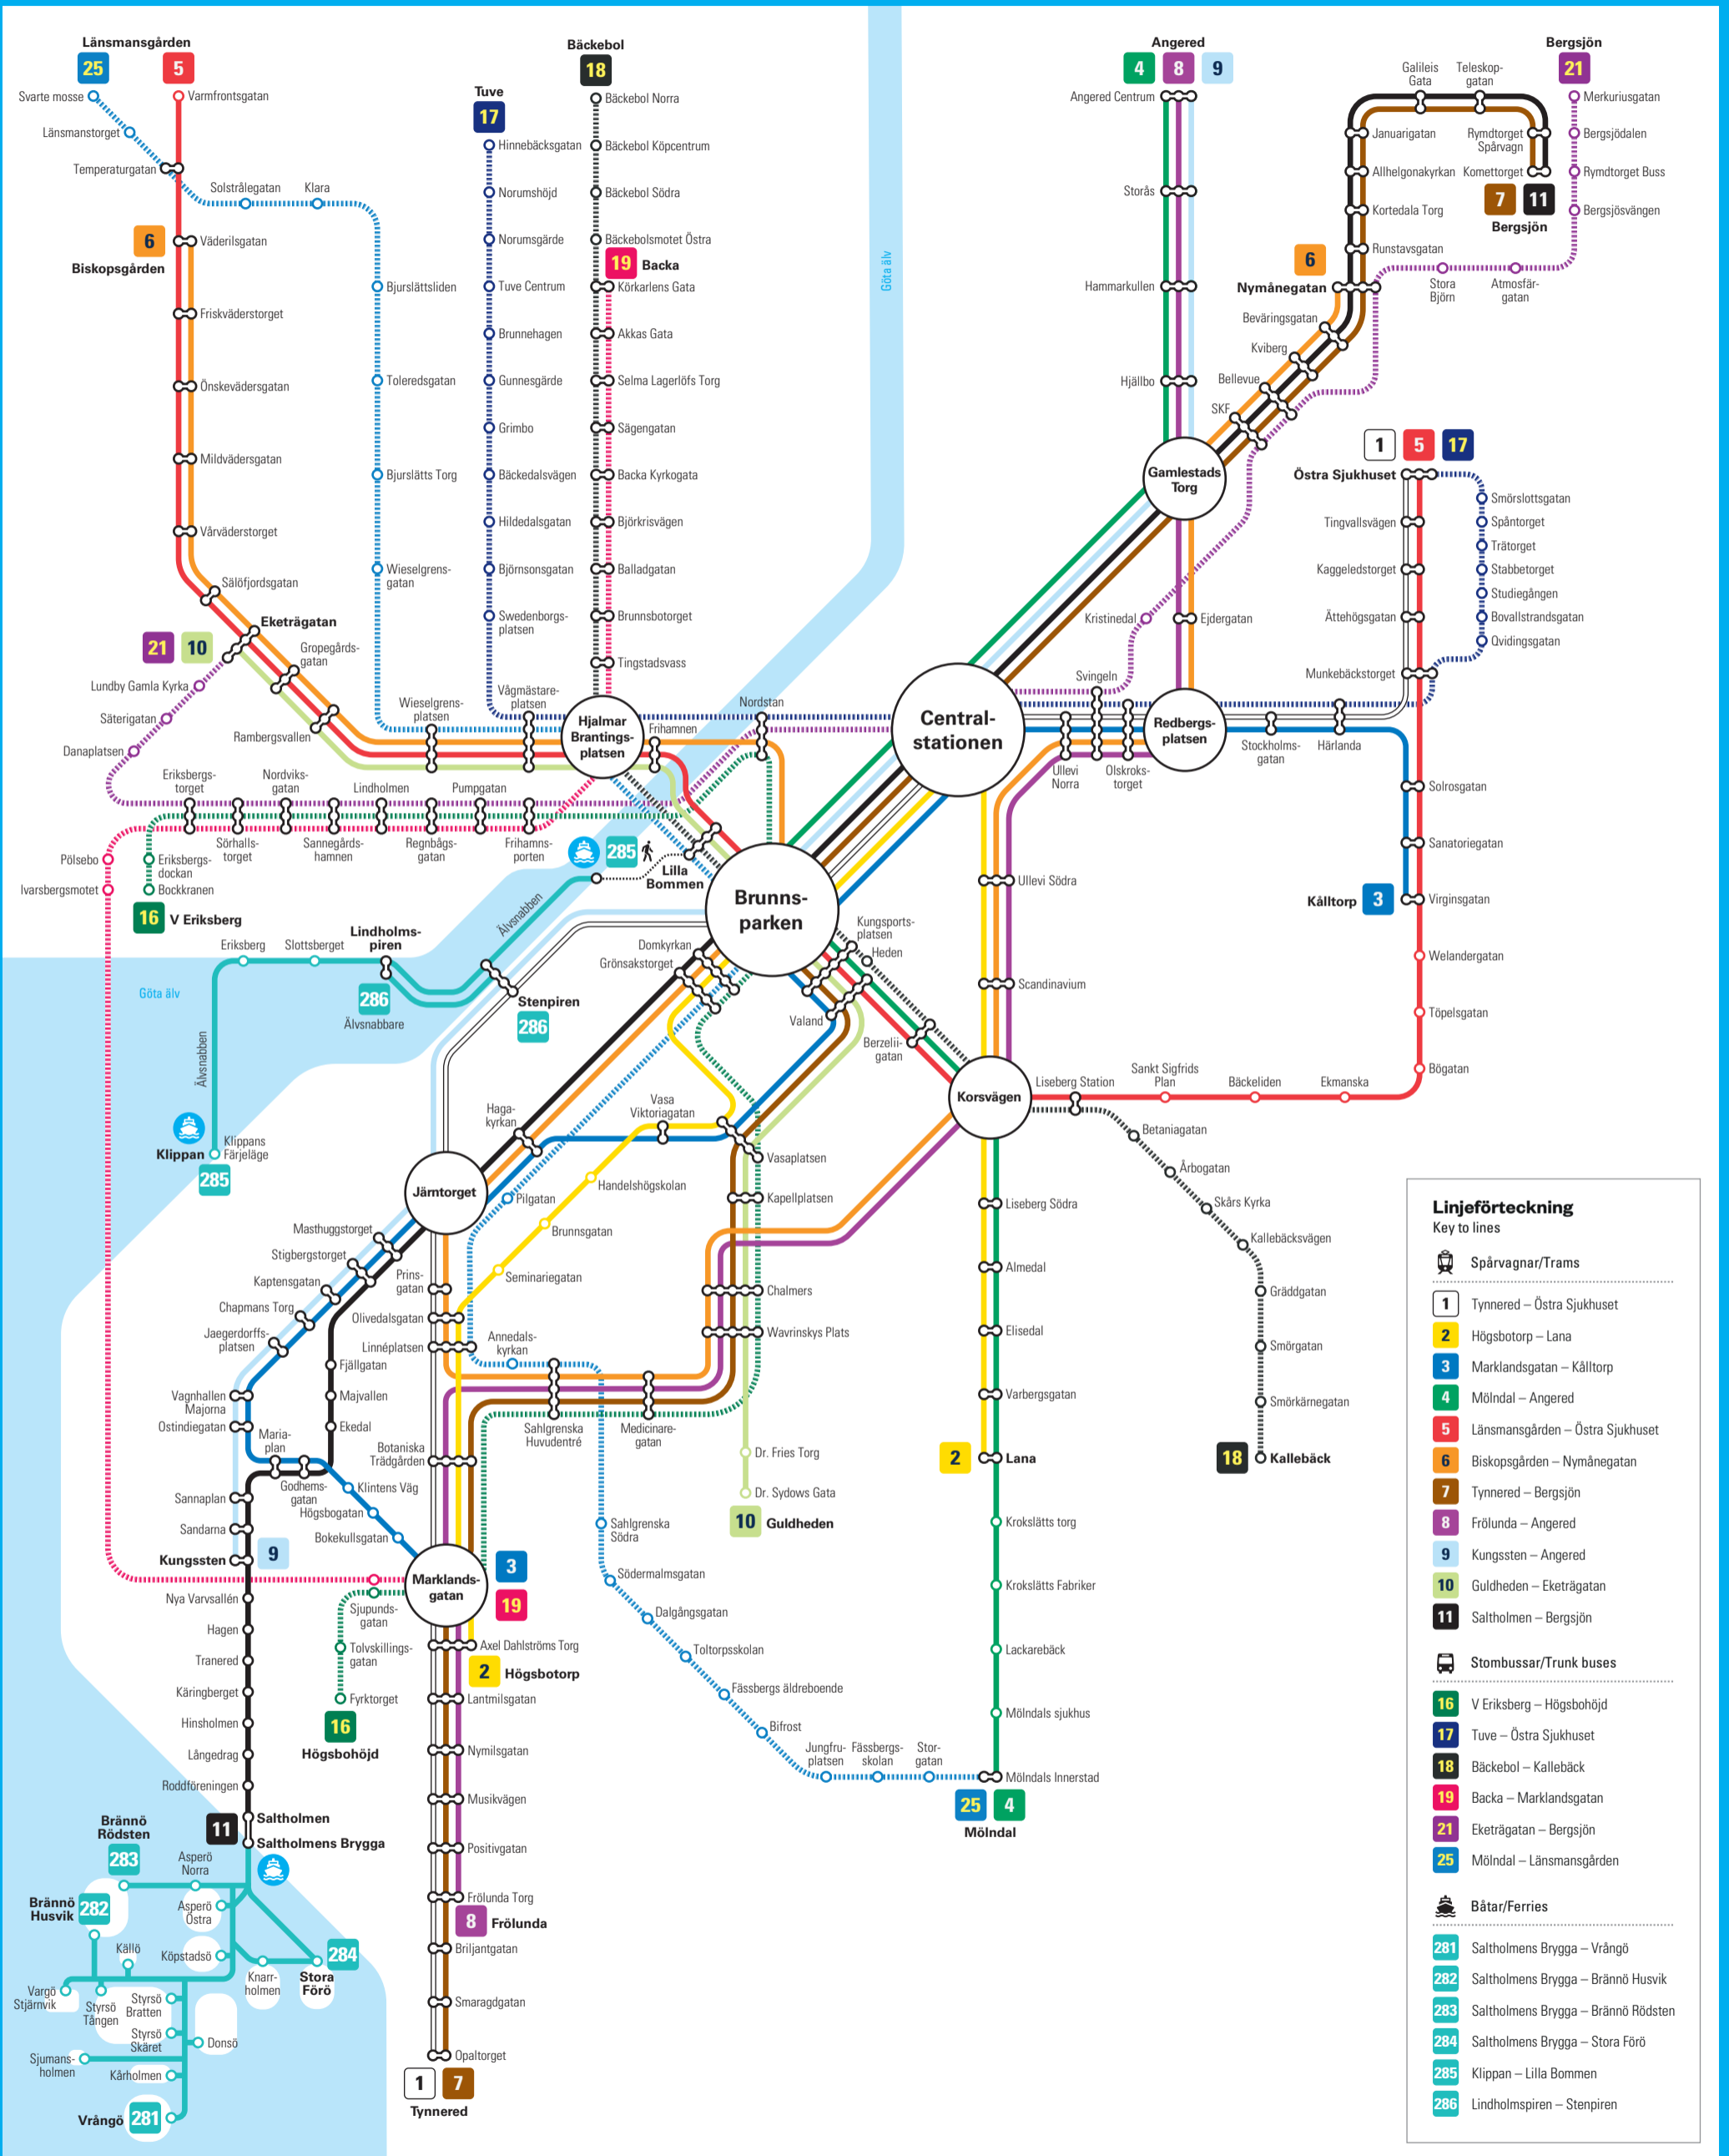 Länsmansgården
25
5
Svarte mosse
Varmfrontsgatan
Länsmanstorget
Temperaturgatan
Solstrålegatan
Klara
6
Biskopsgården
Väderilsgatan
Friskväderstorget
Önskevädersgatan
Mildvädersgatan
Vårväderstorget
Sälöfjordsgatan
Eketrägatan
21
10
Gropegårds-
gatan
Lundby Gamla Kyrka
Säterigatan
Danaplatsen
Rambergsvallen
Bjurslättsliden
Toleredsgatan
Bjurslätts Torg
Wieselgrens-
gatan
Wieselgrens-
platsen
Vågmästare-
platsen
Tuve
17
Hinnebäcksgatan
Norumshöjd
Norumsgärde
Tuve Centrum
Brunnehagen
Gunnesgärde
Grimbo
Bäckedalsvägen
Hildedalsgatan
Björnsonsgatan
Swedenborgs-
platsen
Bäckebol
18
Bäckebol Norra
Bäckebol Köpcentrum
Bäckebol Södra
Bäckebolsmotet Östra
19
Backa
Körkarlens Gata
Akkas Gata
Selma Lagerlöfs Torg
Sägengatan
Backa Kyrkogata
Björkrisvägen
Balladgatan
Brunnsbotorget
Tingstadsvass
Hjalmar
Brantings-
platsen
Frihamnen
Nordstan
Göta älv
Angered
4
8
9
Angered Centrum
Storås
Hammarkullen
Hjällbo
Gamlestads
Torg
Galileis
Gata
Teleskop-
gatan
Januarigatan
Rymdtorget
Spårvagn
Allhelgonakyrkan
Komettorget
7
11
Bergsjön
Kortedala Torg
Runstavsgatan
6
Nymånegatan
Beväringsgatan
Kviberg
Bellevue
SKF
Bergsjön
21
Merkuriusgatan
Bergsjödalen
Rymdtorget Buss
Bergsjösvängen
Stora
Björn
Atmosfär-
gatan
1
5
17
Östra Sjukhuset
Tingvallsvägen
Kaggeledstorget
Ättehögsgatan
Munkebäckstorget
Smörslottsgatan
Spåntorget
Trätorget
Stabbetorget
Studiegången
Bovallstrandsgatan
Qvidingsgatan
Kristinedal
Ejdergatan
Svingeln
Central-
stationen
Redbergs-
platsen
Ullevi
Norra
Olskroks-
torget
Stockholms-
gatan
Härlanda
Solrosgatan
Sanatoriegatan
Kålltorp
3
Virginsgatan
Welandergatan
Töpelsgatan
Bögatan
Eriksbergs-
torget
Nordviks-
gatan
Lindholmen
Pumpgatan
Sörhalls-
torget
Sannegårds-
hamnen
Regnbågs-
gatan
Frihamns-
porten
Pölsebo
Ivarsbergsmotet
Eriksbergs-
dockan
Bockkranen
16
V Eriksberg
285
Lilla
Bommen
Brunns-
parken
Ullevi Södra
Scandinavium
Eriksberg
Slottsberget
Lindholms-
piren
286
Älvsnabbare
Älvsnabben
Stenpiren
286
Göta älv
Älvsnabben
Klippan
Klippans
Färjeläge
285
Domkyrkan
Grönsakstorget
Kungsports-
platsen
Heden
Valand
Berzelii-
gatan
Korsvägen
Liseberg Station
Sankt Sigfrids
Plan
Bäckeliden
Ekmanska
Betaniagatan
Årbogatan
Skårs Kyrka
Kallebäcksvägen
Gräddgatan
Smörgatan
Smörkärnegatan
18
Kallebäck
Haga-
kyrkan
Vasa
Viktoriagatan
Vasaplatsen
Kapellplatsen
Chalmers
Wavrinskys Plats
Järntorget
Pilgatan
Handelshögskolan
Brunnsgatan
Seminariegatan
Masthuggstorget
Stigbergstorget
Kaptensgatan
Chapmans Torg
Jaegerdorffs-
platsen
Prins-
gatan
Olivedalsgatan
Linnéplatsen
Annedals-
kyrkan
Fjällgatan
Majvallen
Ekedal
Vagnhallen
Majorna
Ostindiegatan
Maria-
plan
Godhems-
gatan
Klintens Väg
Högsbogatan
Bokekullsgatan
Sannaplan
Sandarna
Kungssten
9
Botaniska
Trädgården
Sahlgrenska
Huvudentré
Medicinare-
gatan
Dr. Fries Torg
Dr. Sydows Gata
10
Guldheden
Liseberg Södra
Almedal
Elisedal
Varbergsgatan
2
Lana
Krokslätts torg
Krokslätts Fabriker
Lackarebäck
Mölndals sjukhus
Mölndals Innerstad
25
4
Mölndal
Sahlgrenska
Södra
Södermalmsgatan
Dalgångsgatan
Toltorpsskolan
Fässbergs äldreboende
Bifrost
Jungfru-
platsen
Fässbergs-
skolan
Stor-
gatan
Marklands-
gatan
3
19
Sjupunds-
gatan
Tolvskillings-
gatan
Fyrktorget
16
Högsbohöjd
Axel Dahlströms Torg
2
Högsbotorp
Lantmilsgatan
Nymilsgatan
Musikvägen
Positivgatan
Frölunda Torg
8
Frölunda
Briljantgatan
Smaragdgatan
Opaltorget
1
7
Tynnered
Nya Varvsallén
Hagen
Tranered
Käringberget
Hinsholmen
Långedrag
Roddföreningen
11
Saltholmen
Saltholmens Brygga
Brännö
Rödsten
283
Asperö
Norra
Brännö
Husvik
282
Asperö
Östra
Källö
Köpstadsö
284
Knarr-
holmen
Stora
Förö
Vargö
Stjärnvik
Styrsö
Tången
Styrsö
Bratten
Styrsö
Skäret
Donsö
Sjumans-
holmen
Kårholmen
Vrångö
281
Linjeförteckning
Key to lines
Spårvagnar/Trams
1 Tynnered – Östra Sjukhuset
2 Högsbotorp – Lana
3 Marklandsgatan – Kålltorp
4 Mölndal – Angered
5 Länsmansgården – Östra Sjukhuset
6 Biskopsgården – Nymånegatan
7 Tynnered – Bergsjön
8 Frölunda – Angered
9 Kungssten – Angered
10 Guldheden – Eketrägatan
11 Saltholmen – Bergsjön
Stombussar/Trunk buses
16 V Eriksberg – Högsbohöjd
17 Tuve – Östra Sjukhuset
18 Bäckebol – Kallebäck
19 Backa – Marklandsgatan
21 Eketrägatan – Bergsjön
25 Mölndal – Länsmansgården
Båtar/Ferries
281 Saltholmens Brygga – Vrångö
282 Saltholmens Brygga – Brännö Husvik
283 Saltholmens Brygga – Brännö Rödsten
284 Saltholmens Brygga – Stora Förö
285 Klippan – Lilla Bommen
286 Lindholmspiren – Stenpiren